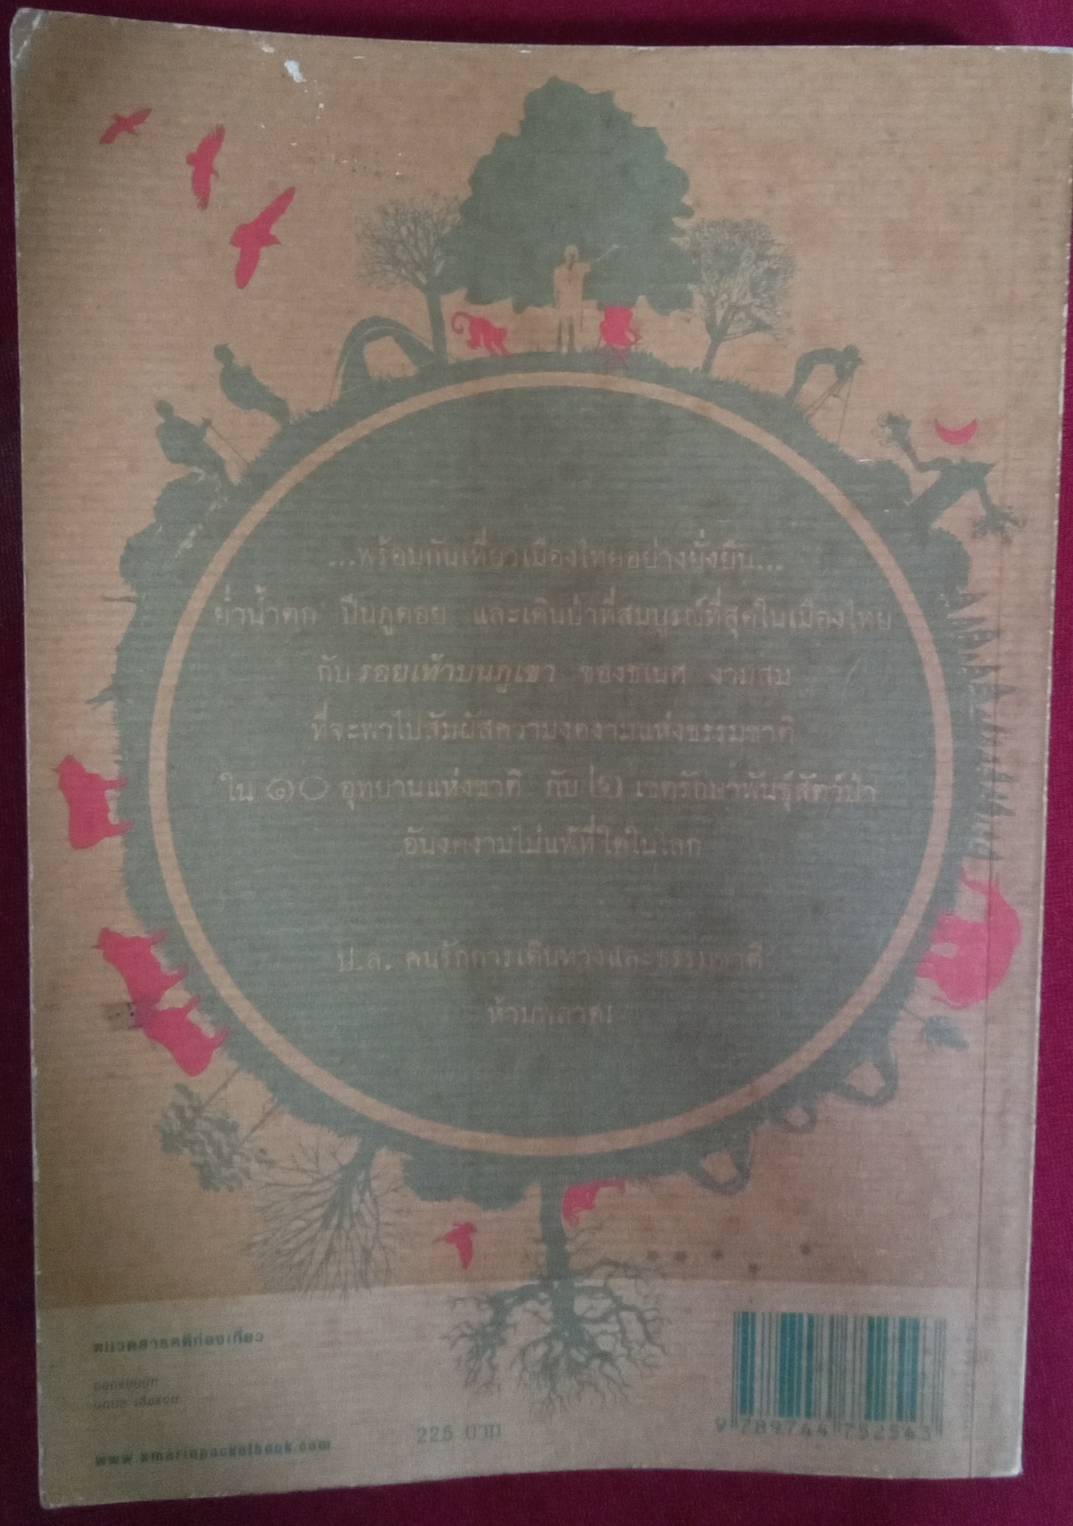 ...พร้อมกันเที่ยวเมืองไทยอย่างยั่งยืน...
ย่ำน้ำตก ปีนภูดอย และเดินป่าที่สมบูรณ์ที่สุดในเมืองไทย
กับ รอยเท้าบนภูเขา ของธเนศ งามสม
ที่จะพาไปสัมผัสความงดงามแห่งธรรมชาติ
ใน ๑๐ อุทยานแห่งชาติ กับ ๒ เขตรักษาพันธุ์สัตว์ป่า
อันงดงามไม่แพ้ที่ใดในโลก
ป.ล. คนรักการเดินทางและธรรมชาติ
ห้ามพลาด!
หมวดสารคดีท่องเที่ยว
ออกแบบปก
www.amarinpocketbook.com
225 บาท
9 789744 752543